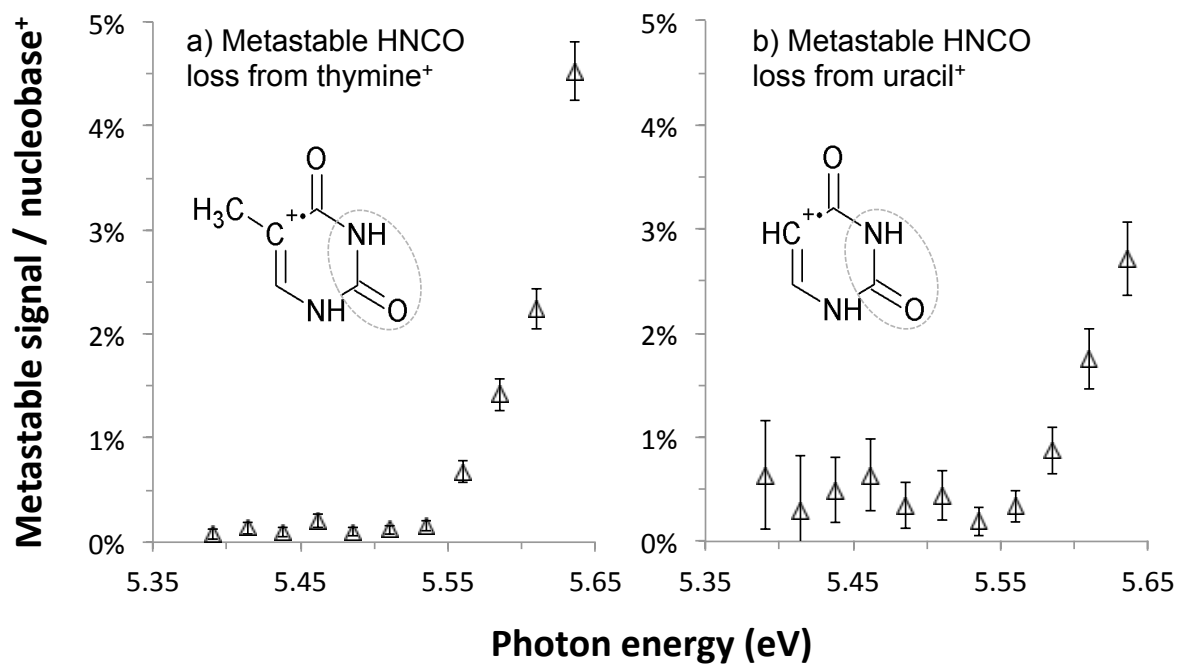 Metastable signal / nucleobase⁺
5%
4%
3%
2%
1%
0%
a) Metastable HNCO
loss from thymine⁺
O
H₃C
+•
C
NH
NH
O
5.35
5.45
5.55
5.65
5%
4%
3%
2%
1%
0%
b) Metastable HNCO
loss from uracil⁺
O
+•
HC
NH
NH
O
5.35
5.45
5.55
5.65
Photon energy (eV)